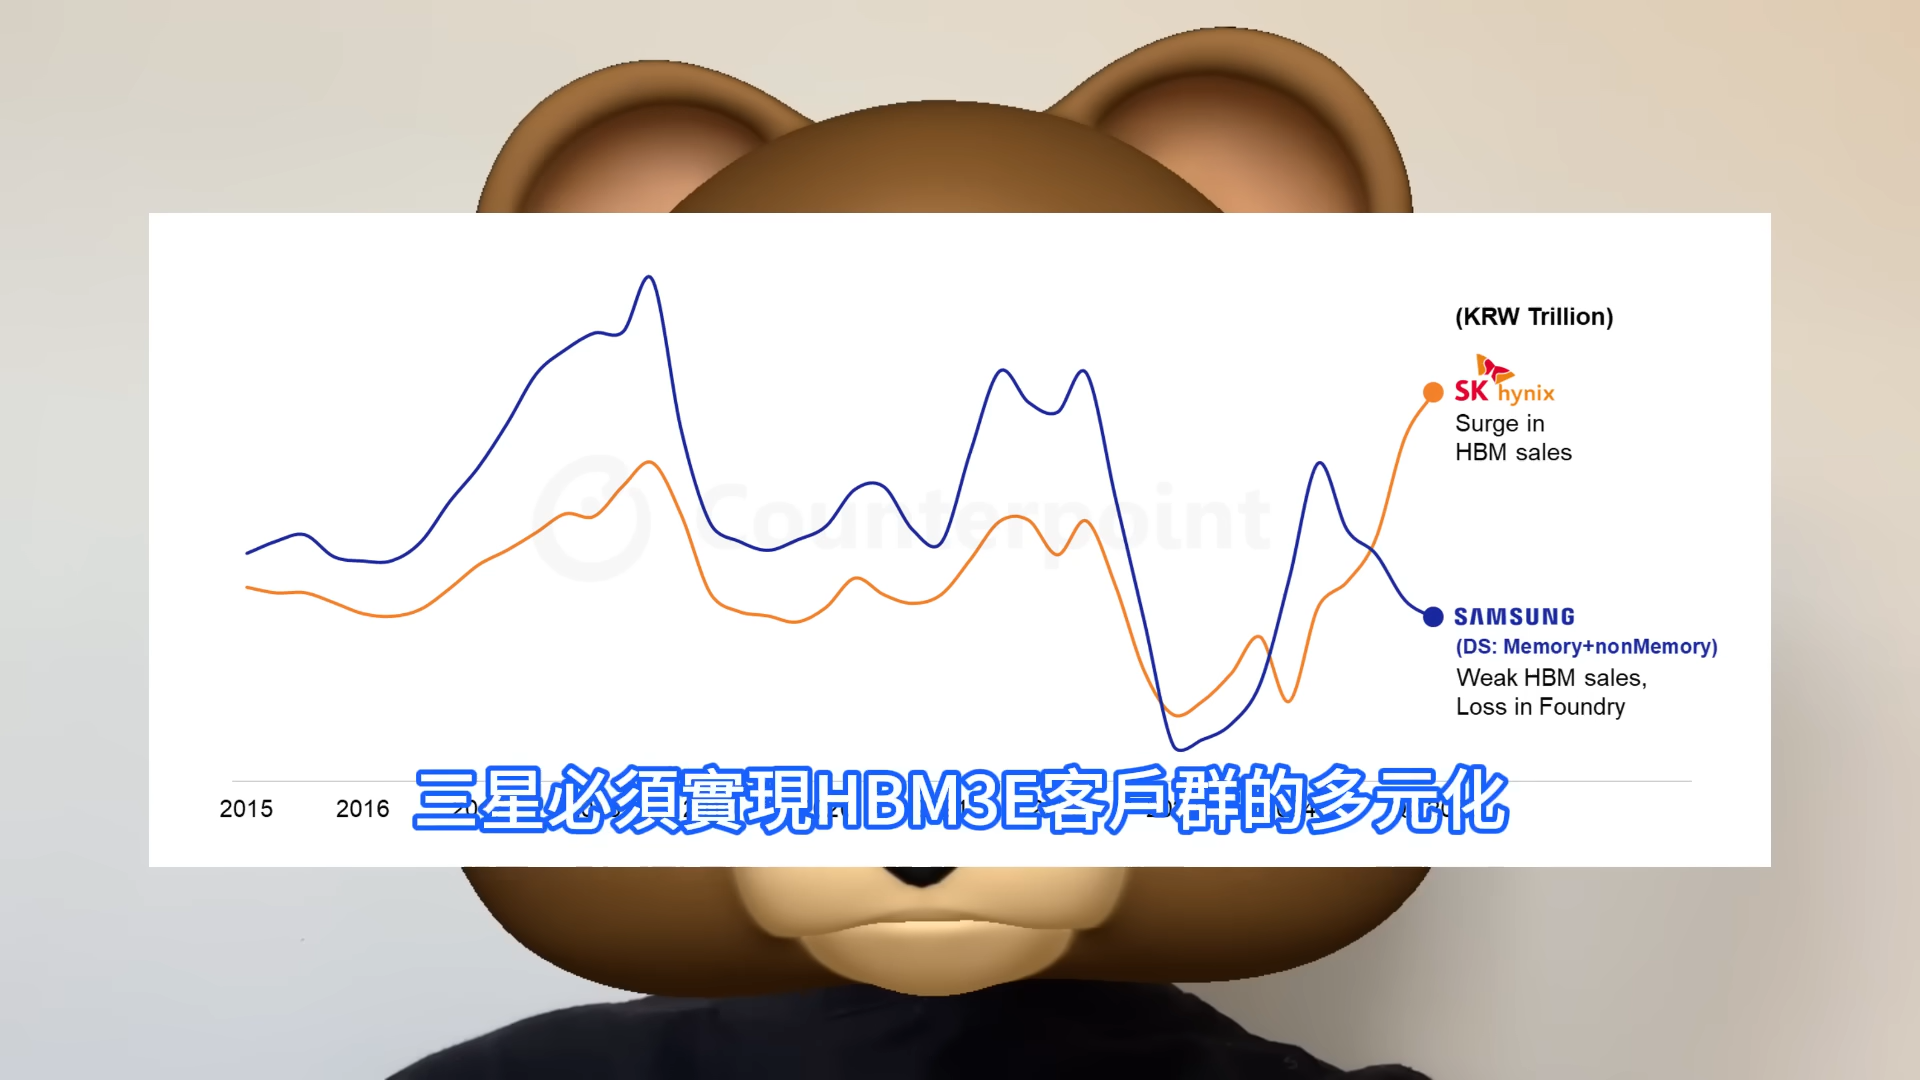 (KRW Trillion)
SK hynix
Surge in
HBM sales
Counterpoint
SAMSUNG
(DS: Memory+nonMemory)
Weak HBM sales,
Loss in Foundry
三星必須實現HBM3E客戶群的多元化
2015 2016